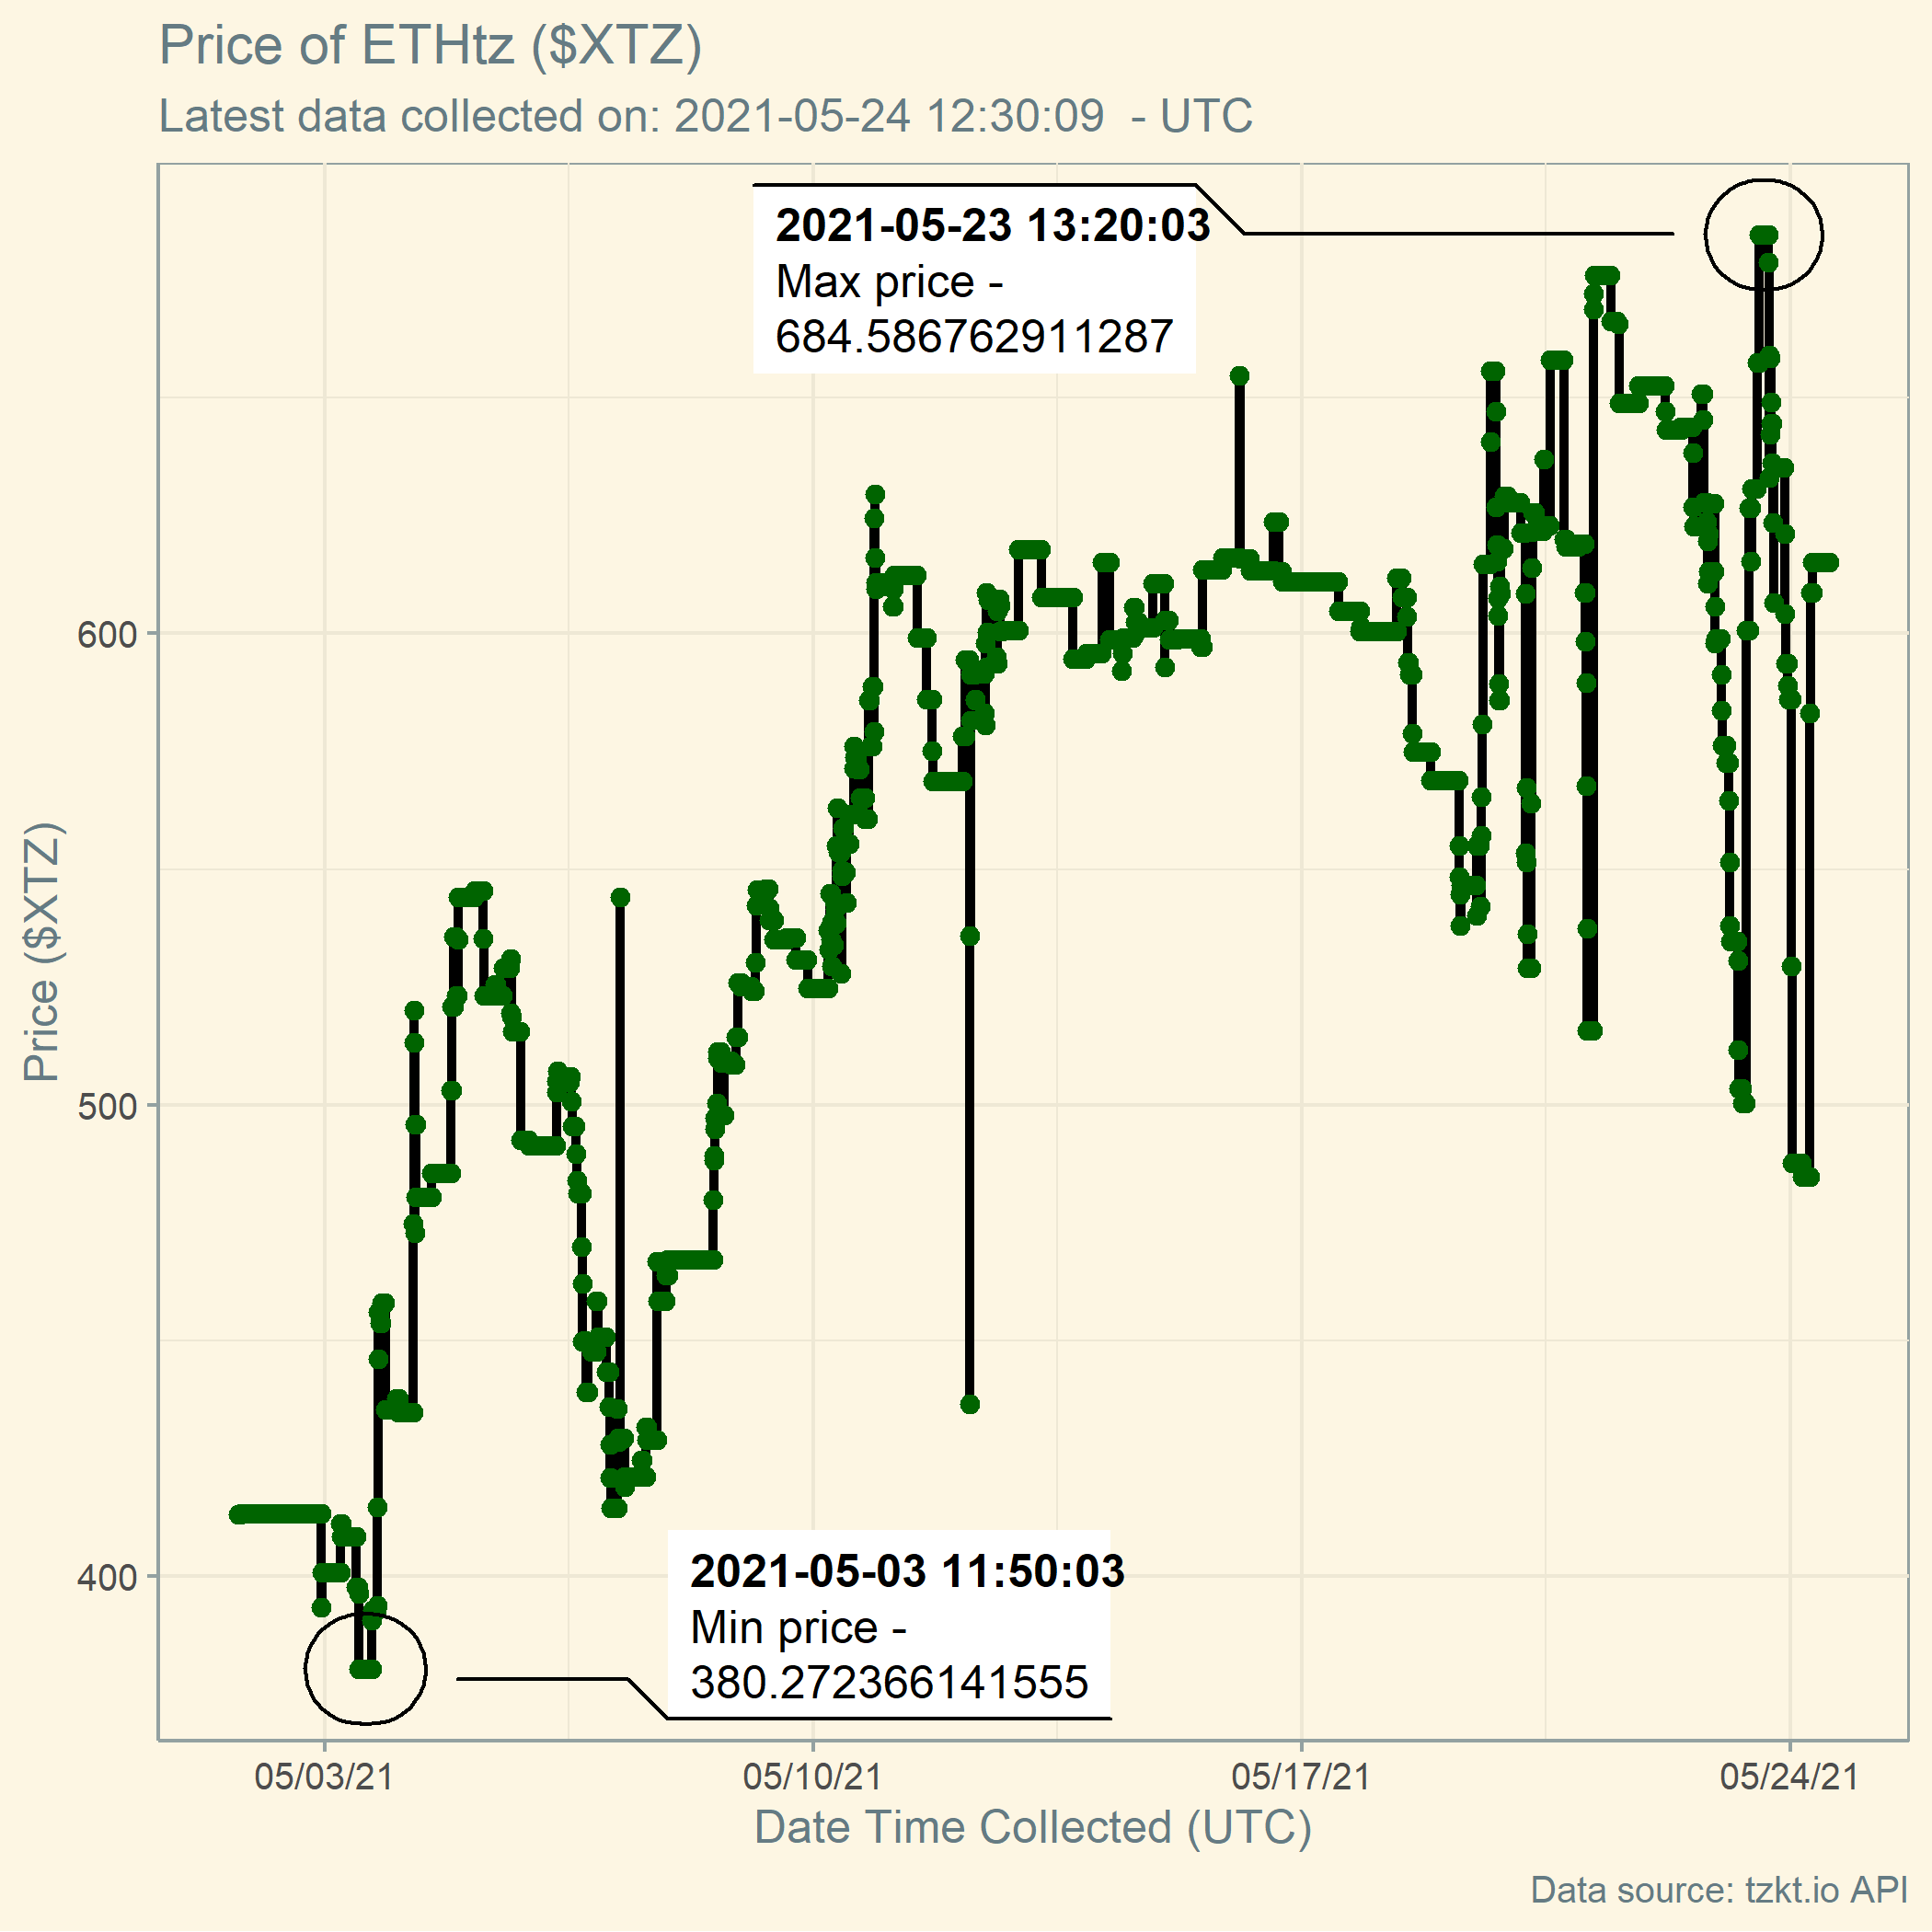 Price of ETHtz ($XTZ)
Latest data collected on: 2021-05-24 12:30:09  - UTC
2021-05-23 13:20:03
Max price -
684.586762911287
600
500
400
Price ($XTZ)
2021-05-03 11:50:03
Min price -
380.272366141555
05/03/21 05/10/21 05/17/21 05/24/21
Date Time Collected (UTC)
Data source: tzkt.io API